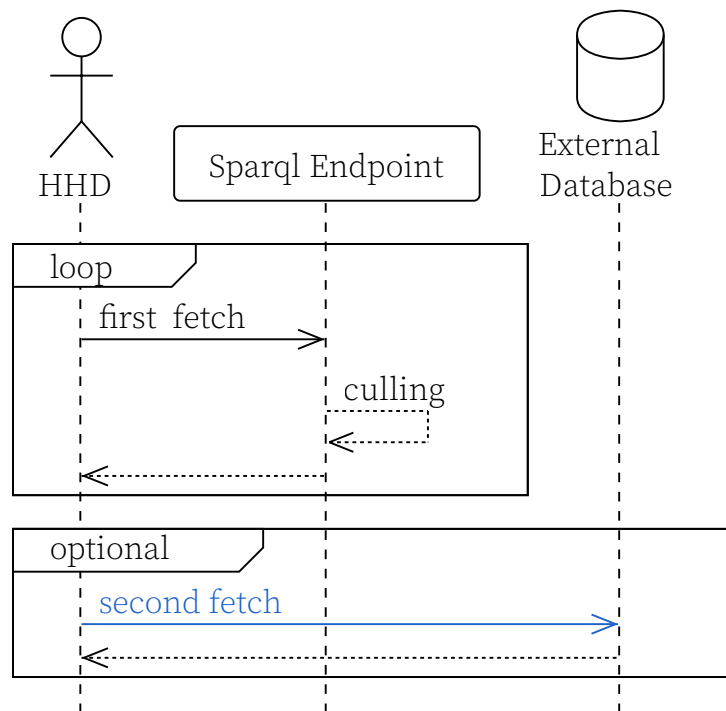 HHD
Sparql Endpoint
External
Database
loop
first fetch
culling
optional
second fetch